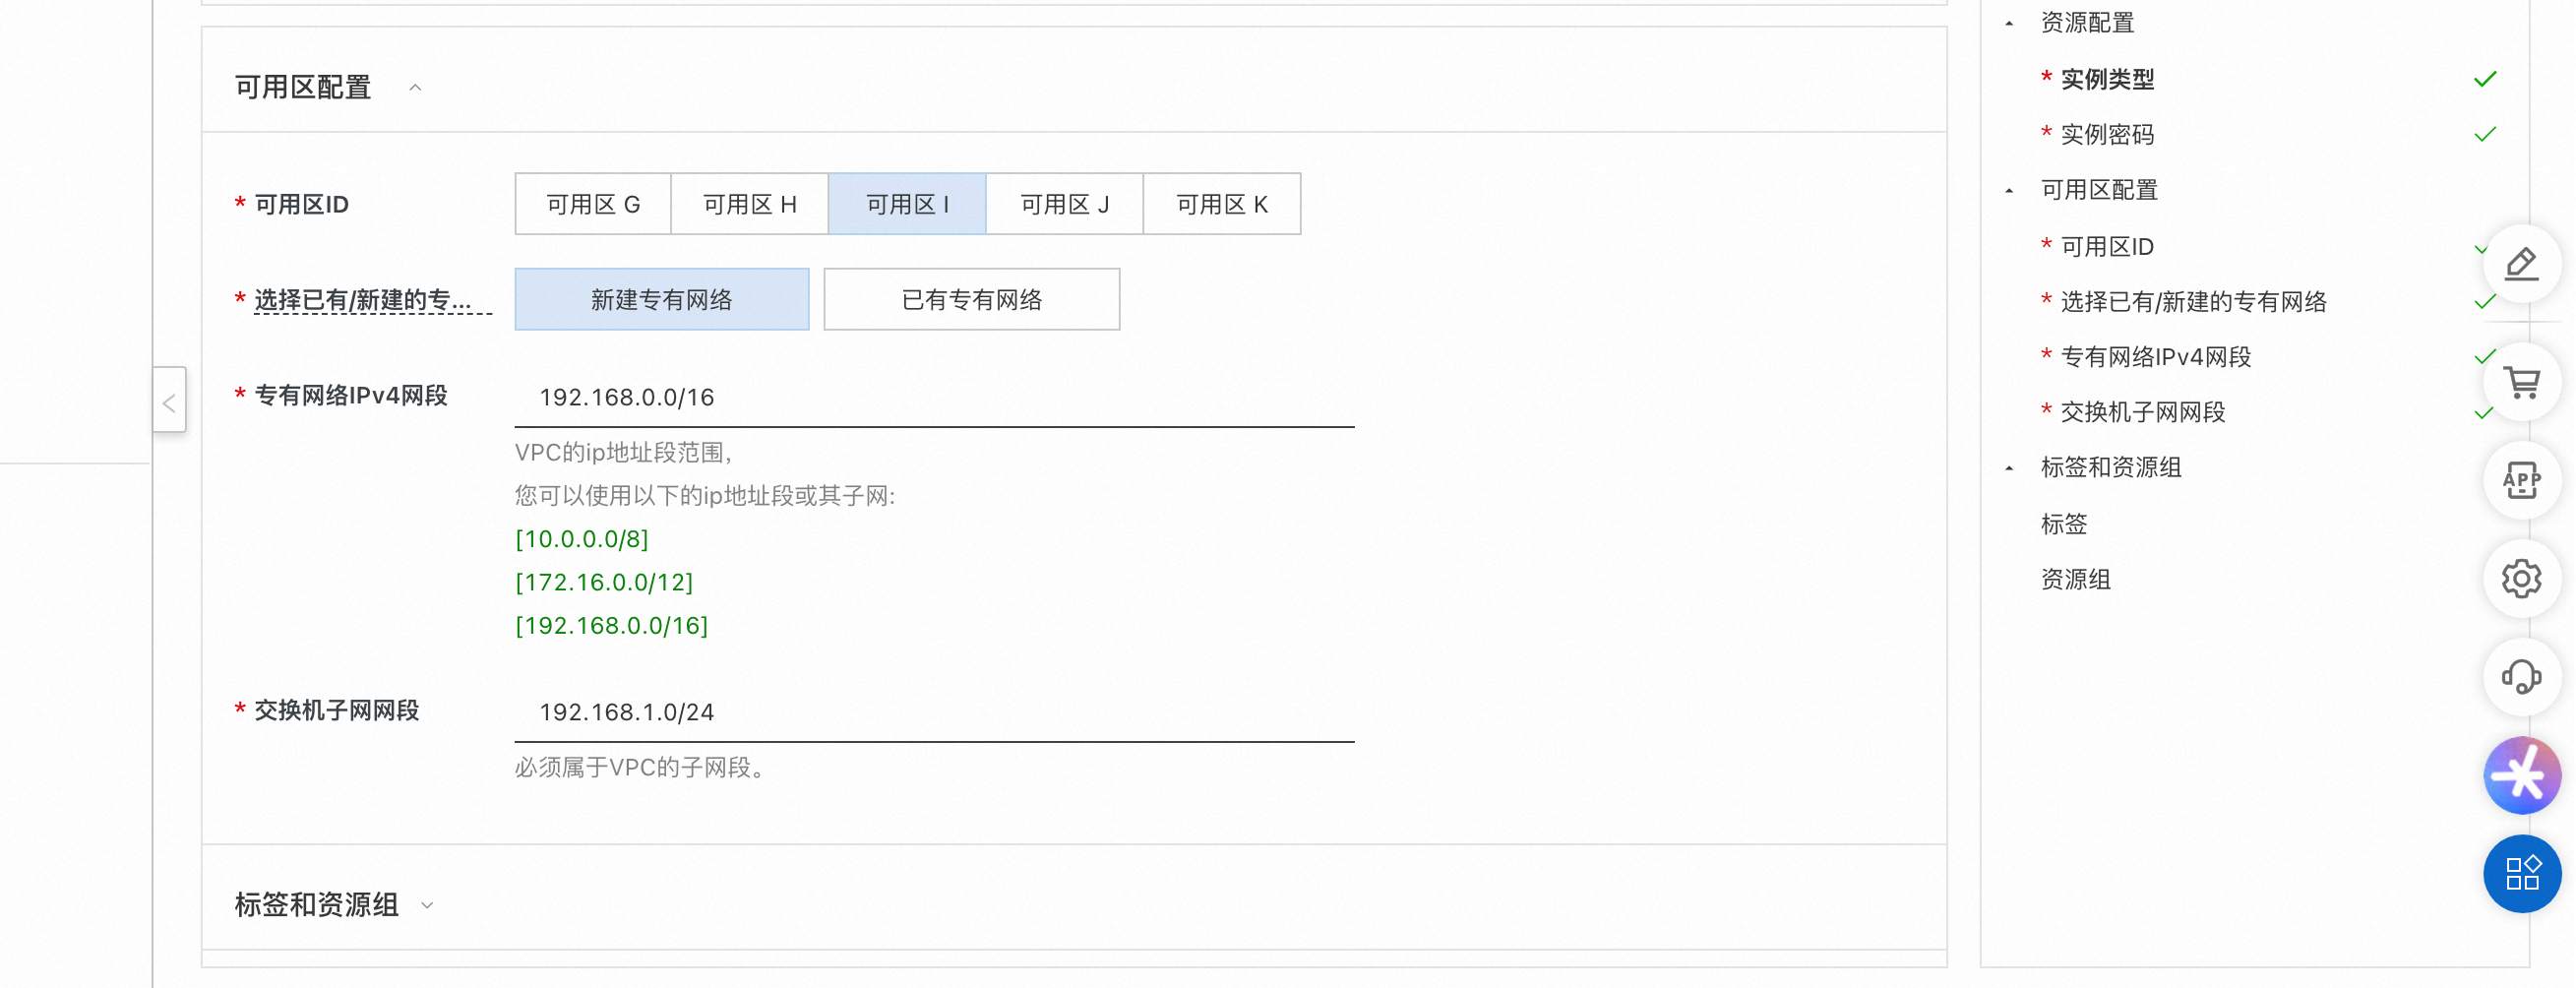 可用区配置
* 可用区ID
可用区 G
可用区 H
可用区 I
可用区 J
可用区 K
* 选择已有/新建的专...
新建专有网络
已有专有网络
* 专有网络IPv4网段
192.168.0.0/16
VPC的ip地址段范围,
您可以使用以下的ip地址段或其子网:
[10.0.0.0/8]
[172.16.0.0/12]
[192.168.0.0/16]
* 交换机子网网段
192.168.1.0/24
必须属于VPC的子网段。
标签和资源组
资源配置
* 实例类型
* 实例密码
可用区配置
* 可用区ID
* 选择已有/新建的专有网络
* 专有网络IPv4网段
* 交换机子网网段
标签和资源组
标签
资源组
APP